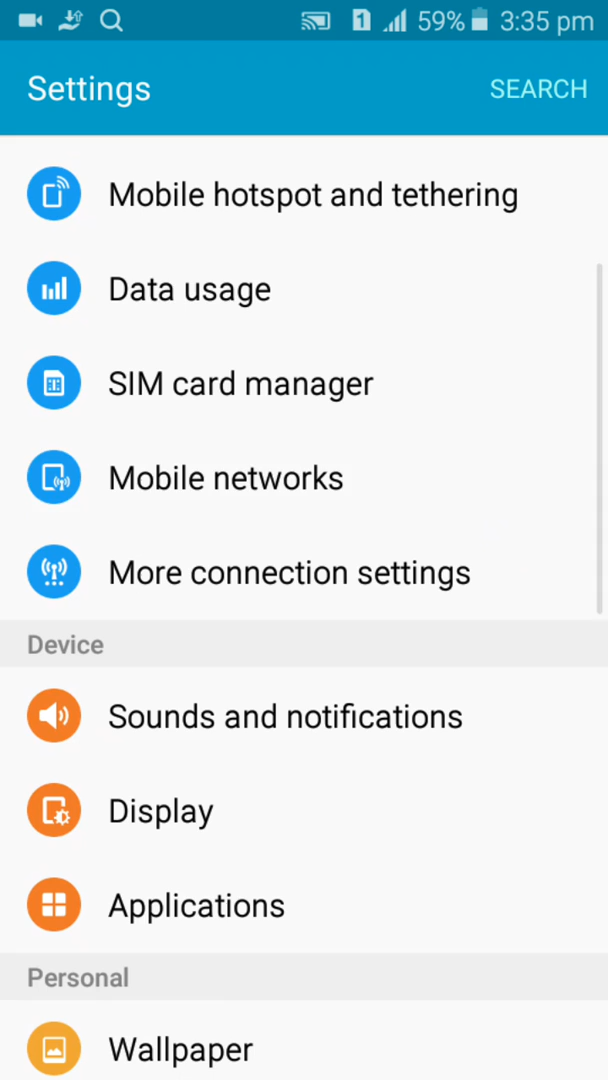 1 59% 3:35 pm
Settings SEARCH
Mobile hotspot and tethering
Data usage
SIM card manager
Mobile networks
More connection settings
Device
Sounds and notifications
Display
Applications
Personal
Wallpaper